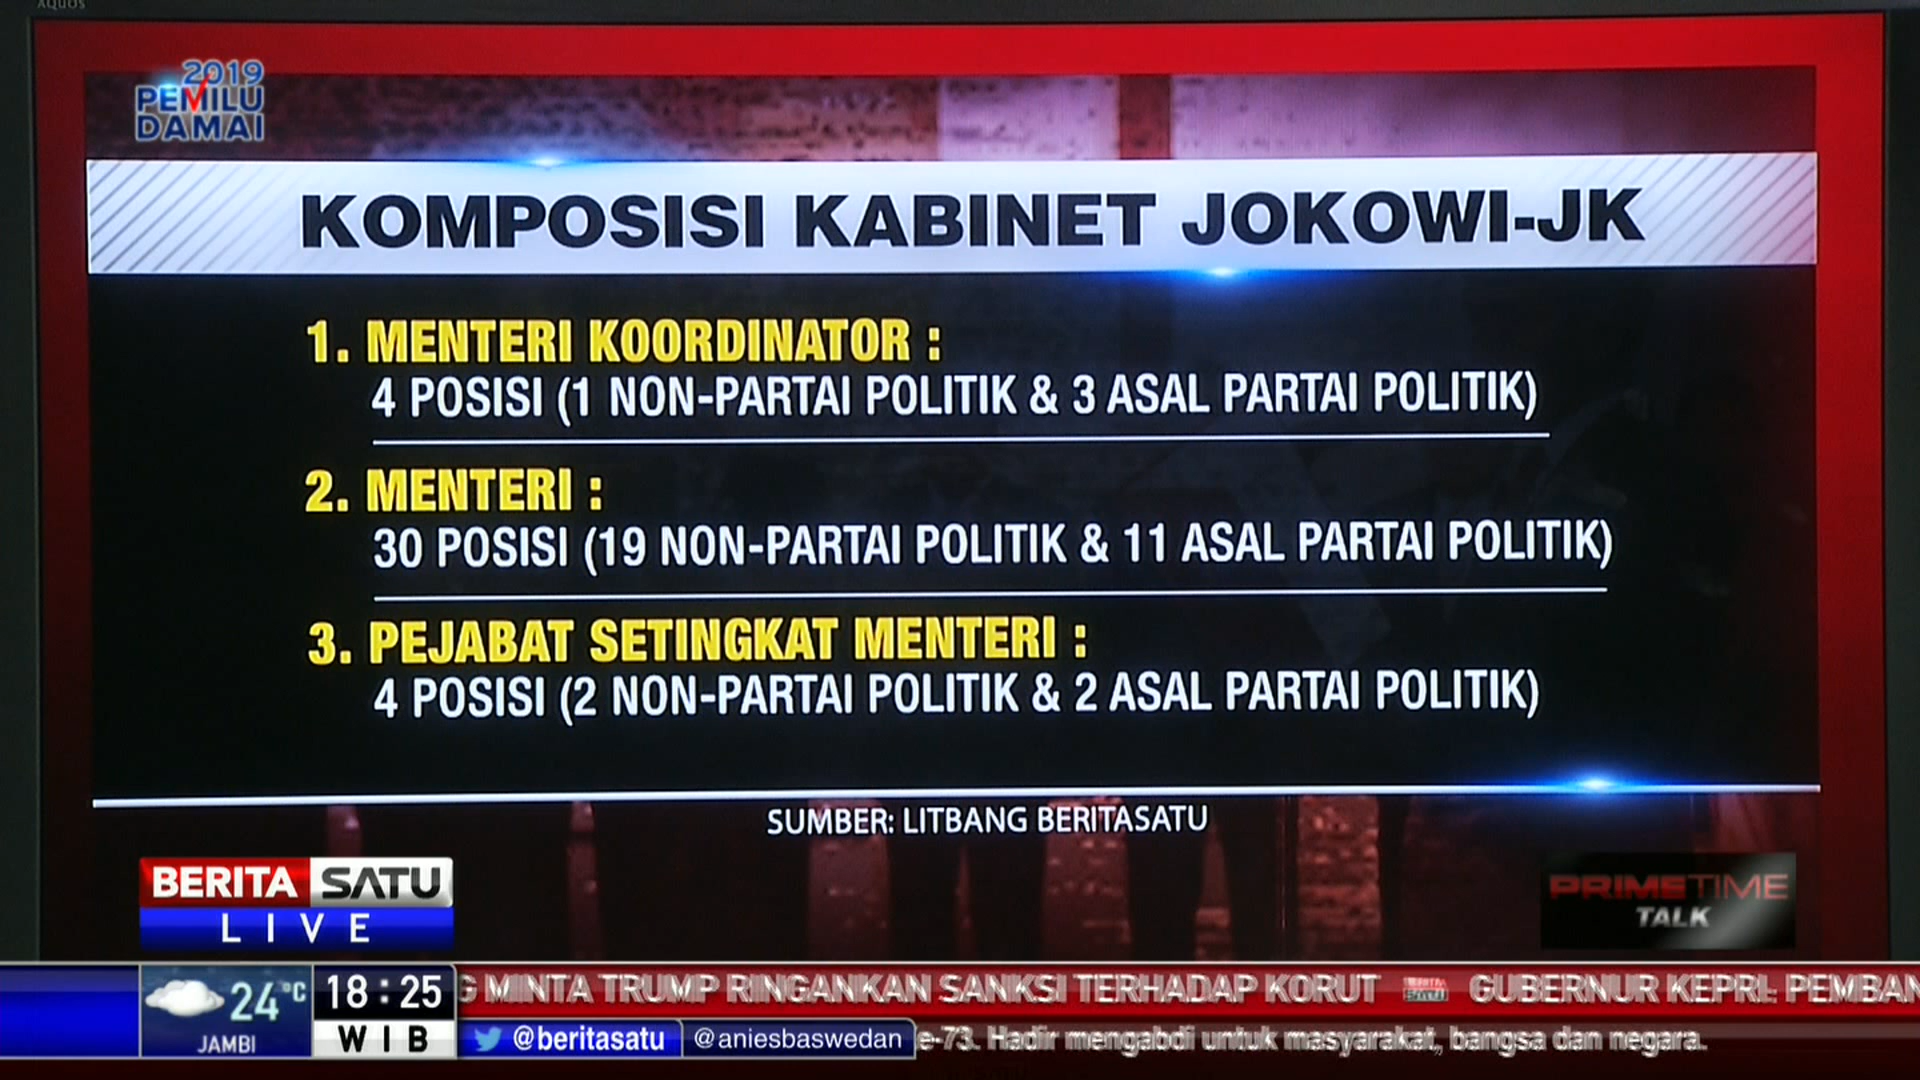 AQUOS
2019
PEMILU
DAMAI
KOMPOSISI KABINET JOKOWI-JK
1. MENTERI KOORDINATOR :
4 POSISI (1 NON-PARTAI POLITIK & 3 ASAL PARTAI POLITIK)
2. MENTERI :
30 POSISI (19 NON-PARTAI POLITIK & 11 ASAL PARTAI POLITIK)
3. PEJABAT SETINGKAT MENTERI :
4 POSISI (2 NON-PARTAI POLITIK & 2 ASAL PARTAI POLITIK)
SUMBER: LITBANG BERITASATU
BERITA SATU
LIVE
PRIMETIME
TALK
24°C
JAMBI
18:25
WIB
G MINTA TRUMP RINGANKAN SANKSI TERHADAP KORUT BERITA SATU GUBERNUR KEPRI: PEMBAN
@beritasatu @aniesbaswedan e-73. Hadir mengabdi untuk masyarakat, bangsa dan negara.